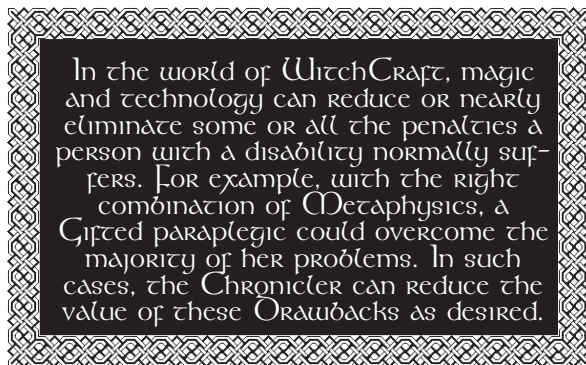 In the world of WitchCraft, magic
and technology can reduce or nearly
eliminate some or all the penalties a
person with a disability normally suf-
fers. For example, with the right
combination of Metaphysics, a
Gifted paraplegic could overcome the
majority of her problems. In such
cases, the Chronicler can reduce the
value of these Drawbacks as desired.